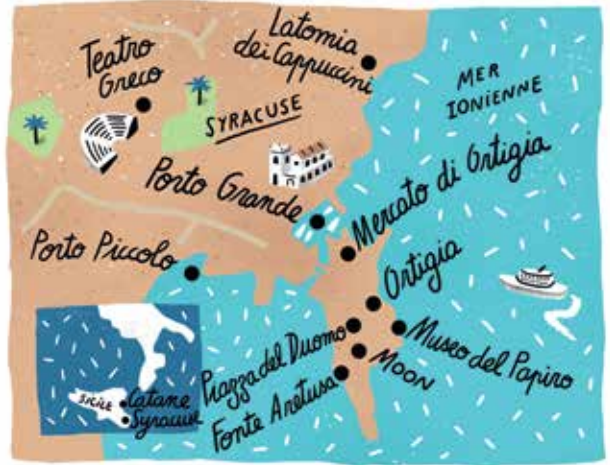 Latomia
dei Cappuccini
Teatro
Greco
MER
IONIENNE
SYRACUSE
Porto Grande
Mercato di Ortigia
Porto Piccolo
Ortigia
Piazza del Duomo
Museo del Papiro
MOON
Fonte Aretusa
SICILE
Catane
Syracuse